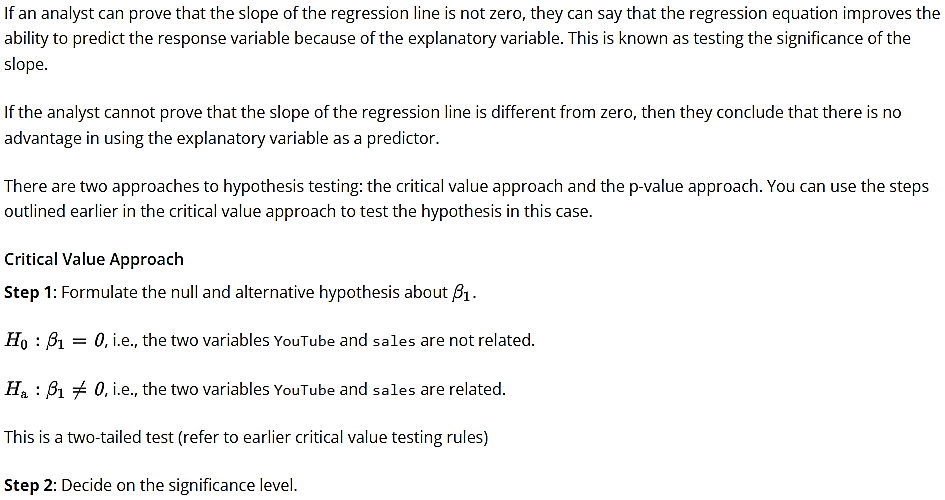 If an analyst can prove that the slope of the regression line is not zero, they can say that the regression equation improves the
ability to predict the response variable because of the explanatory variable. This is known as testing the significance of the
slope.
If the analyst cannot prove that the slope of the regression line is different from zero, then they conclude that there is no
advantage in using the explanatory variable as a predictor.
There are two approaches to hypothesis testing: the critical value approach and the p-value approach. You can use the steps
outlined earlier in the critical value approach to test the hypothesis in this case.
Critical Value Approach
Step 1: Formulate the null and alternative hypothesis about β₁.
H₀ : β₁ = 0, i.e., the two variables YouTube and sales are not related.
Hₐ : β₁ ≠ 0, i.e., the two variables YouTube and sales are related.
This is a two-tailed test (refer to earlier critical value testing rules)
Step 2: Decide on the significance level.